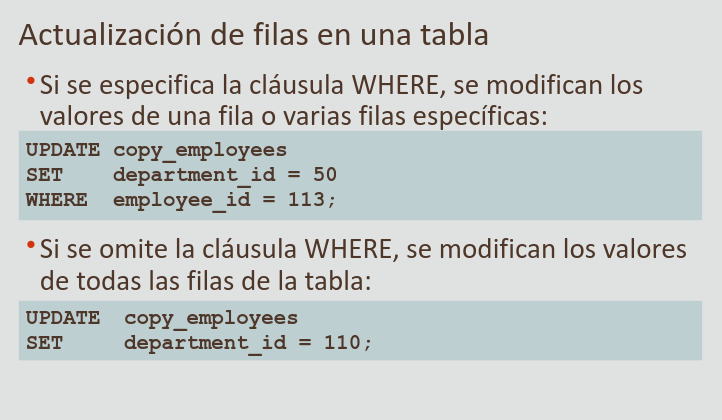 Actualización de filas en una tabla
•Si se especifica la cláusula WHERE, se modifican los
valores de una fila o varias filas específicas:
UPDATE copy_employees
SET    department_id = 50
WHERE  employee_id = 113;
•Si se omite la cláusula WHERE, se modifican los valores
de todas las filas de la tabla:
UPDATE  copy_employees
SET     department_id = 110;